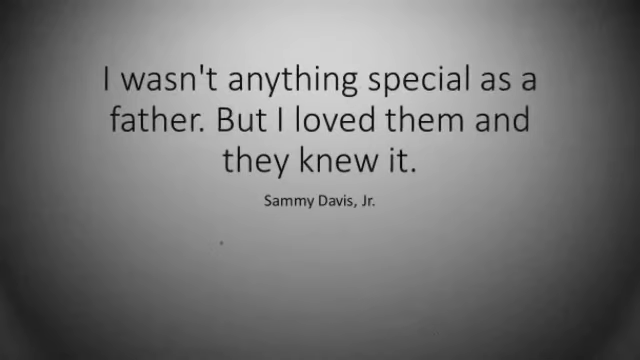 I wasn't anything special as a
father. But I loved them and
they knew it.
Sammy Davis, Jr.